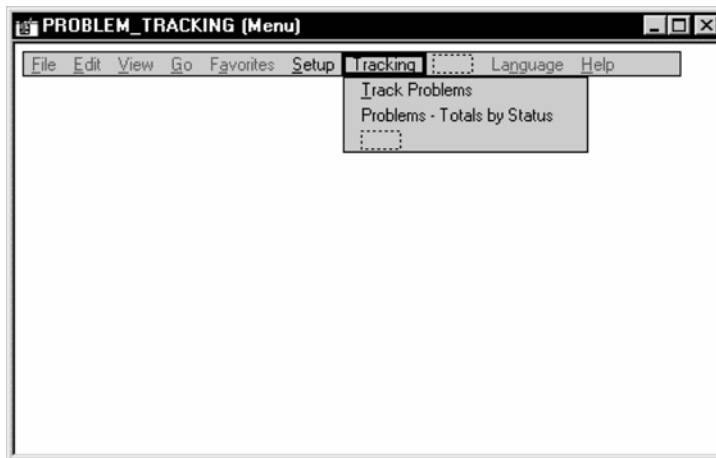 PROBLEM_TRACKING (Menu)
File Edit View Go Favorites Setup Tracking Language Help
Track Problems
Problems - Totals by Status